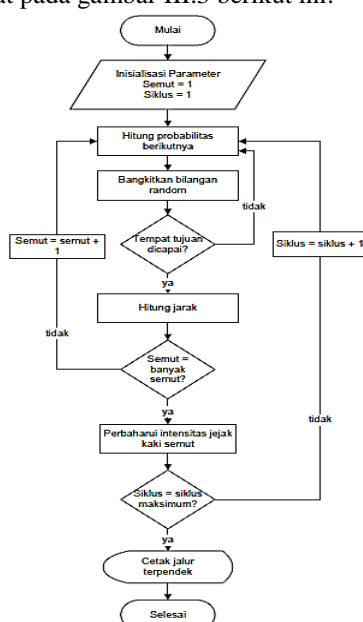 at pada gambar III.3 berikut ini:
Mulai
Inisialisasi Parameter
Semut = 1
Siklus = 1
Hitung probabilitas
berikutnya
Bangkitkan bilangan
random
tidak
Tempat tujuan
dicapai?
Semut = semut +
1
Siklus = siklus + 1
ya
Hitung jarak
tidak
Semut =
banyak
semut?
ya
Perbaharui intensitas jejak
kaki semut
tidak
Siklus = siklus
maksimum?
ya
Cetak jalur
terpendek
Selesai